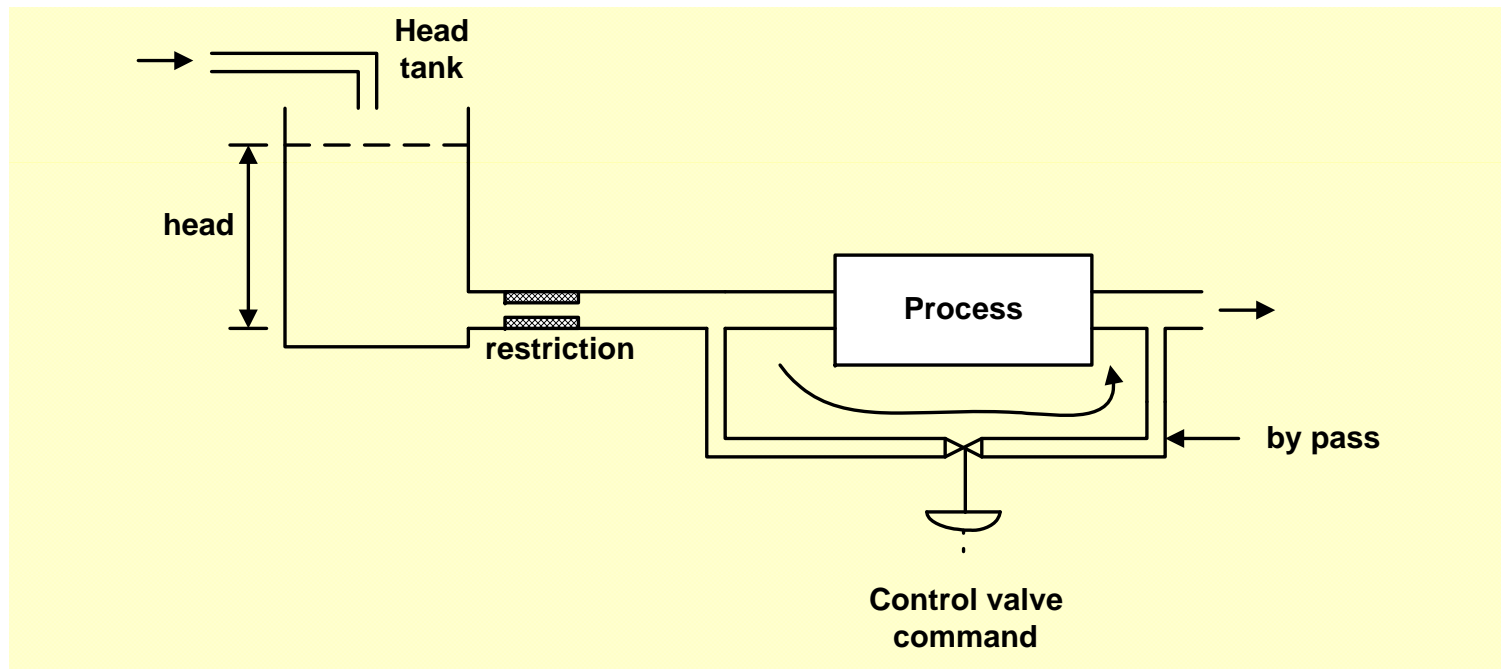 Head
tank
head
restriction
Process
by pass
Control valve
command